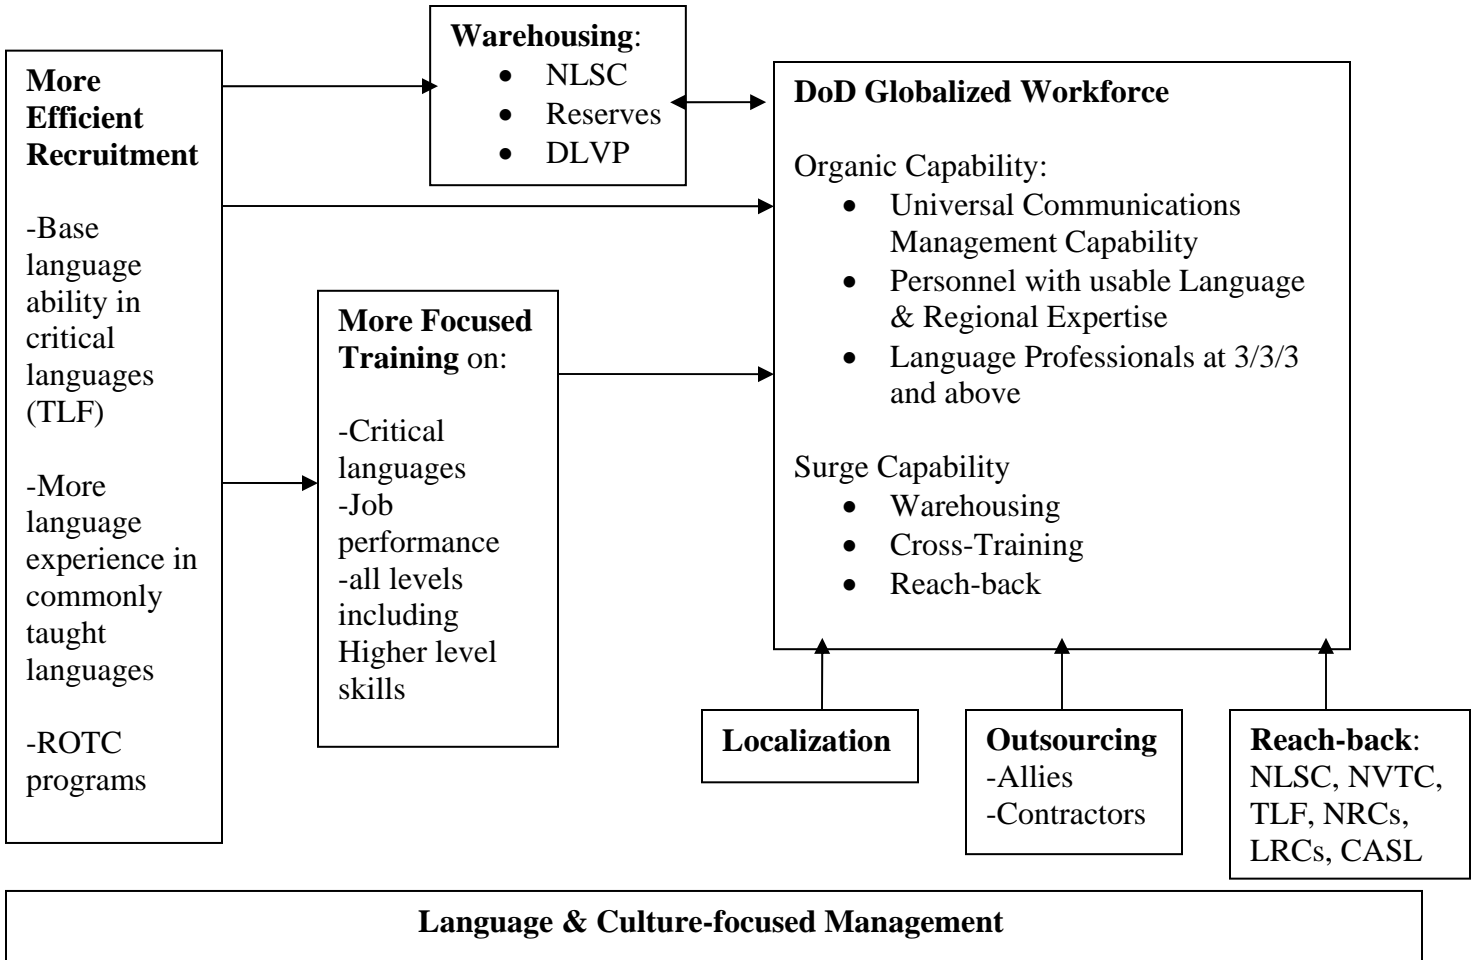 More
Efficient
Recruitment
-Base
language
ability in
critical
languages
(TLF)
-More
language
experience in
commonly
taught
languages
-ROTC
programs
Warehousing:
• NLSC
• Reserves
• DLVP
More Focused
Training on:
-Critical
languages
-Job
performance
-all levels
including
Higher level
skills
DoD Globalized Workforce
Organic Capability:
• Universal Communications
Management Capability
• Personnel with usable Language
& Regional Expertise
• Language Professionals at 3/3/3
and above
Surge Capability
• Warehousing
• Cross-Training
• Reach-back
Localization
Outsourcing
-Allies
-Contractors
Reach-back:
NLSC, NVTC,
TLF, NRCs,
LRCs, CASL
Language & Culture-focused Management